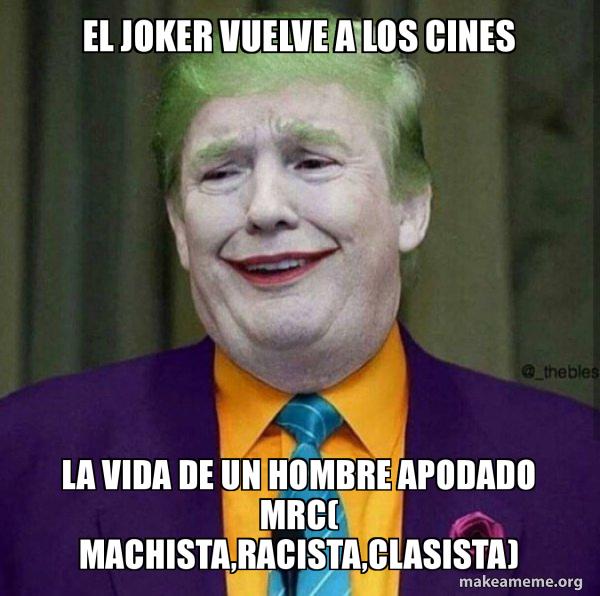 EL JOKER VUELVE A LOS CINES
@_thebles
LA VIDA DE UN HOMBRE APODADO
MRC(
MACHISTA,RACISTA,CLASISTA)
makeameme.org